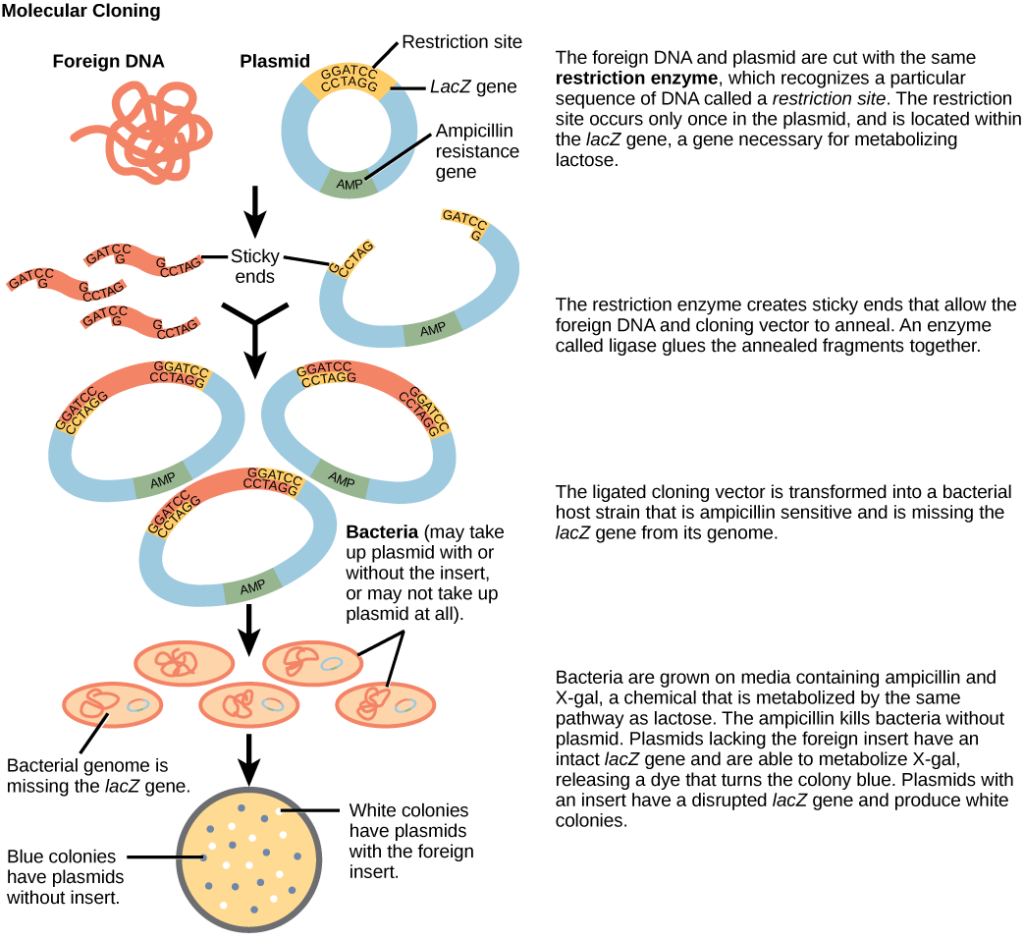 Molecular Cloning
Foreign DNA
Plasmid
Restriction site
GGATCC
CCTAGG
LacZ gene
Ampicillin
resistance
gene
AMP
The foreign DNA and plasmid are cut with the same
restriction enzyme, which recognizes a particular
sequence of DNA called a restriction site. The restriction
site occurs only once in the plasmid, and is located within
the lacZ gene, a gene necessary for metabolizing
lactose.
GATCC
G
G
CCTAG
GATCC
G
G
CCTAG
GATCC
G
G
CCTAG
Sticky
ends
G
CCTAG
GATCC
G
AMP
The restriction enzyme creates sticky ends that allow the
foreign DNA and cloning vector to anneal. An enzyme
called ligase glues the annealed fragments together.
GGATCC
CCTAGG
GGATCC
CCTAGG
AMP
GGATCC
CCTAGG
GGATCC
CCTAGG
AMP
GGATCC
CCTAGG
GGATCC
CCTAGG
AMP
The ligated cloning vector is transformed into a bacterial
host strain that is ampicillin sensitive and is missing the
lacZ gene from its genome.
Bacteria (may take
up plasmid with or
without the insert,
or may not take up
plasmid at all).
Bacterial genome is
missing the lacZ gene.
Bacteria are grown on media containing ampicillin and
X-gal, a chemical that is metabolized by the same
pathway as lactose. The ampicillin kills bacteria without
plasmid. Plasmids lacking the foreign insert have an
intact lacZ gene and are able to metabolize X-gal,
releasing a dye that turns the colony blue. Plasmids with
an insert have a disrupted lacZ gene and produce white
colonies.
White colonies
have plasmids
with the foreign
insert.
Blue colonies
have plasmids
without insert.